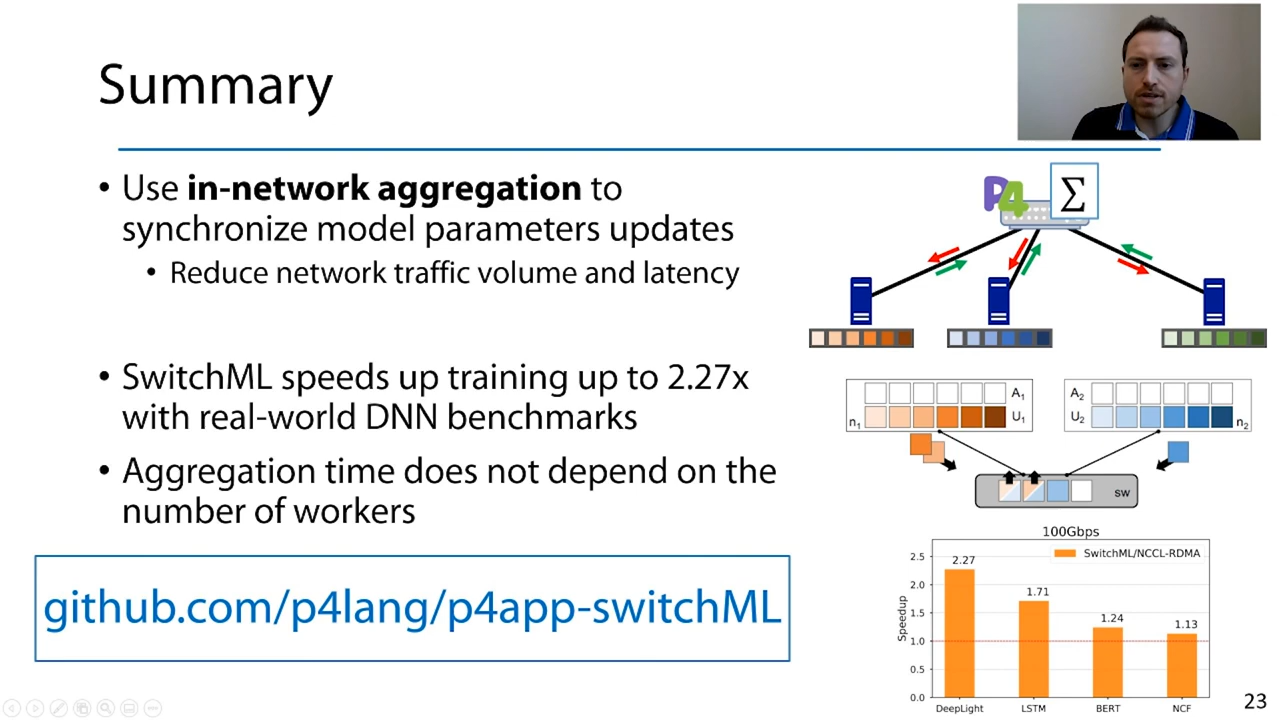 Summary
• Use in-network aggregation to
synchronize model parameters updates
• Reduce network traffic volume and latency
• SwitchML speeds up training up to 2.27x
with real-world DNN benchmarks
• Aggregation time does not depend on the
number of workers
github.com/p4lang/p4app-switchML
P4
Σ
A1
U1
n1
A2
U2
n2
sw
100Gbps
SwitchML/NCCL-RDMA
Speedup
2.5
2.0
1.5
1.0
0.5
0.0
2.27
1.71
1.24
1.13
DeepLight
LSTM
BERT
NCF
23